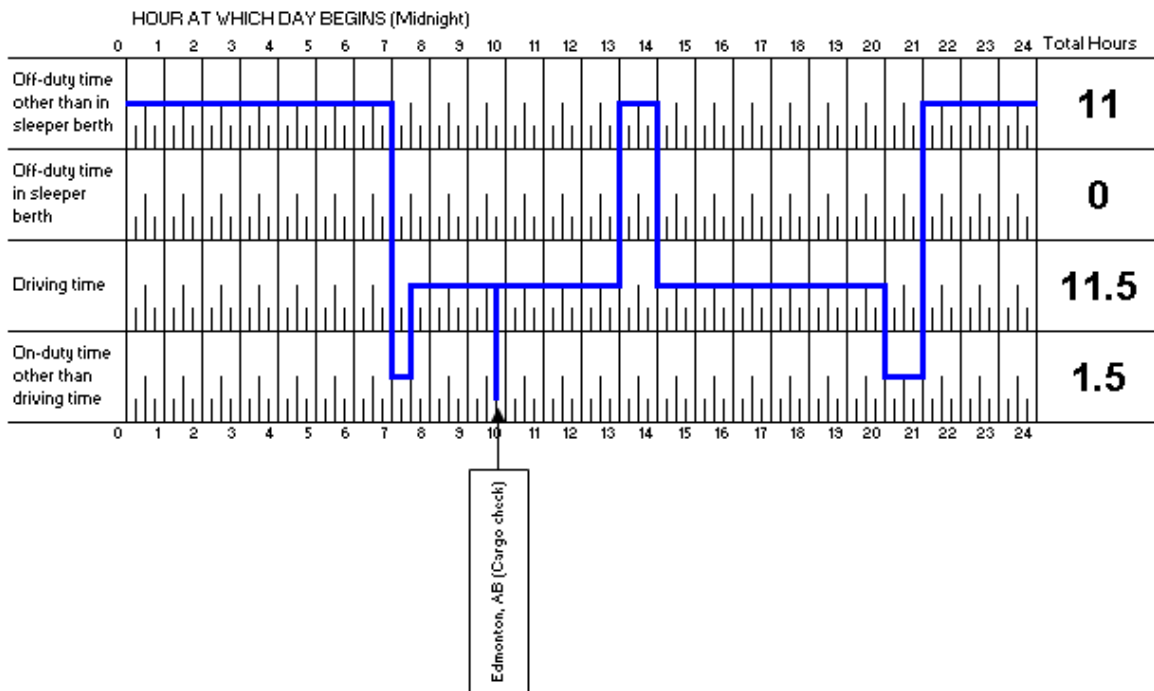 HOUR AT WHICH DAY BEGINS (Midnight)
0 1 2 3 4 5 6 7 8 9 10 11 12 13 14 15 16 17 18 19 20 21 22 23 24 Total Hours
Off-duty time
other than in
sleeper berth
11
Off-duty time
in sleeper
berth
0
Driving time
11.5
On-duty time
other than
driving time
1.5
0 1 2 3 4 5 6 7 8 9 10 11 12 13 14 15 16 17 18 19 20 21 22 23 24
Edmonton, AB (Cargo check)